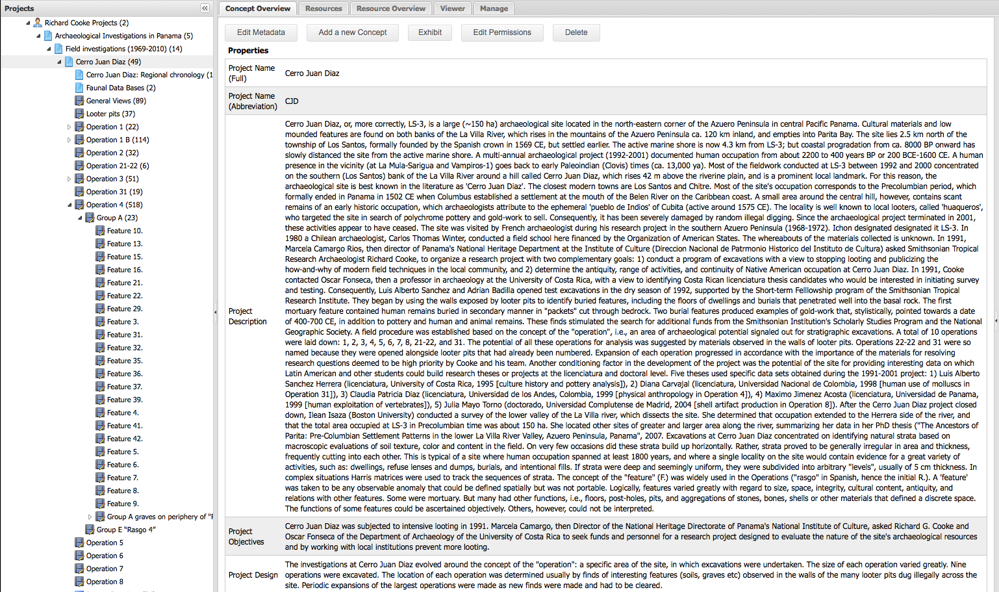 Projects
Richard Cooke Projects (2)
Archaeological Investigations in Panama (5)
Field investigations (1969-2010) (14)
Cerro Juan Diaz (49)
Cerro Juan Diaz: Regional chronology (1
Faunal Data Bases (2)
General Views (89)
Looter pits (37)
Operation 1 (22)
Operation 1 B (114)
Operation 2 (32)
Operation 21-22 (6)
Operation 3 (51)
Operation 31 (19)
Operation 4 (518)
Group A (23)
Feature 10.
Feature 13.
Feature 15.
Feature 16.
Feature 21.
Feature 22.
Feature 29.
Feature 3.
Feature 31.
Feature 32.
Feature 35.
Feature 36.
Feature 37.
Feature 39.
Feature 4.
Feature 41.
Feature 42.
Feature 5.
Feature 6.
Feature 7.
Feature 8.
Feature 9.
Group A graves on periphery of "F
Group E "Rasgo 4"
Operation 5
Operation 6
Operation 7
Operation 8
Concept Overview
Resources
Resource Overview
Viewer
Manage
Edit Metadata
Add a new Concept
Exhibit
Edit Permissions
Delete
Properties
Project Name
(Full)
Cerro Juan Diaz
Project Name
(Abbreviation)
CJD
Project
Description
Cerro Juan Diaz, or, more correctly, LS-3, is a large (~150 ha) archaeological site located in the north-eastern corner of the Azuero Peninsula in central Pacific Panama. Cultural materials and low
mounded features are found on both banks of the La Villa River, which rises in the mountains of the Azuero Peninsula ca. 120 km inland, and empties into Parita Bay. The site lies 2.5 km north of the
township of Los Santos, formally founded by the Spanish crown in 1569 CE, but settled earlier. The active marine shore is now 4.3 km from LS-3; but coastal progradation from ca. 8000 BP onward has
slowly distanced the site from the active marine shore. A multi-annual archaeological project (1992-2001) documented human occupation from about 2200 to 400 years BP or 200 BCE-1600 CE. A human
presence in the vicinity (at La Mula-Sarigua and Vampiros-1) goes back to early Paleoindian (Clovis) times (ca. 13,000 ya). Most of the fieldwork conducted at LS-3 between 1992 and 2000 concentrated
on the southern (Los Santos) bank of the La Villa River around a hill called Cerro Juan Diaz, which rises 42 m above the riverine plain, and is a prominent local landmark. For this reason, the
archaeological site is best known in the literature as 'Cerro Juan Diaz'. The closest modern towns are Los Santos and Chitre. Most of the site's occupation corresponds to the Precolumbian period, which
formally ended in Panama in 1502 CE when Columbus established a settlement at the mouth of the Belen River on the Caribbean coast. A small area around the central hill, however, contains scant
remains of an early historic occupation, which archaeologists attribute to the ephemeral 'pueblo de Indios' of Cubita (active around 1575 CE). The locality is well known to local looters, called 'huaqueros',
who targeted the site in search of polychrome pottery and gold-work to sell. Consequently, it has been severely damaged by random illegal digging. Since the archaeological project terminated in 2001,
these activities appear to have ceased. The site was visited by French archaeologist during his research project in the southern Azuero Peninsula (1968-1972). Ichon designated designated it LS-3. In
1980 a Chilean archaeologist, Carlos Thomas Winter, conducted a field school here financed by the Organization of American States. The whereabouts of the materials collected is unknown. In 1991,
Marcela Camargo Rios, then director of Panama's National Heritage Department at the Institute of Culture (Direccion Nacional de Patrmonio Historico del Instituto de Cultura) asked Smithsonian Tropical
Research Archaeologist Richard Cooke, to organize a research project with two complementary goals: 1) conduct a program of excavations with a view to stopping looting and publicizing the
how-and-why of modern field techniques in the local community, and 2) determine the antiquity, range of activities, and continuity of Native American occupation at Cerro Juan Diaz. In 1991, Cooke
contacted Oscar Fonseca, then a professor in archaeology at the University of Costa Rica, with a view to identifying Costa Rican licenciatura thesis candidates who would be interested in initiating survey
and testing. Consequently, Luis Alberto Sanchez and Adrian Badilla opened test excavations in the dry season of 1992, supported by the Short-term Felllowship program of the Smithsonian Tropical
Research Institute. They began by using the walls exposed by looter pits to identify buried features, including the floors of dwellings and burials that penetrated well into the basal rock. The first
mortuary feature contained human remains buried in secondary manner in "packets" cut through bedrock. Two burial features produced examples of gold-work that, stylistically, pointed towards a date
of 400-700 CE, in addition to pottery and human and animal remains. These finds stimulated the search for additional funds from the Smithsonian Institution's Scholarly Studies Program and the National
Geographic Society. A field procedure was established based on the concept of the "operation", i.e., an area of archaeological potential signaled out for stratigraphic excavations. A total of 10 operations
were laid down: 1, 2, 3, 4, 5, 6, 7, 8, 21-22, and 31. The potential of all these operations for analysis was suggested by materials observed in the walls of looter pits. Operations 22-22 and 31 were so
named because they were opened alongside looter pits that had already been numbered. Expansion of each operation progressed in accordance with the importance of the materials for resolving
research questions deemed to be high priority by Cooke and his team. Another conditioning factor in the development of the project was the potential of the site for providing interesting data on which
Latin American and other students could build research theses or projects at the licenciatura and doctoral level. Five theses used specific data sets obtained during the 1991-2001 project: 1) Luis Alberto
Sanchez Herrera (licenciatura, University of Costa Rica, 1995 [culture history and pottery analysis]), 2) Diana Carvajal (licenciatura, Universidad Nacional de Colombia, 1998 [human use of molluscs in
Operation 31]), 3) Claudia Patricia Diaz (licenciatura, Universidad de los Andes, Colombia, 1999 [physical anthropology in Operation 4]), 4) Maximo Jimenez Acosta (licenciatura, Universidad de Panama,
1999 [human exploitation of vertebrates]), 5) Julia Mayo Torno (doctorado, Universidad Complutense de Madrid, 2004 [shell artifact production in Operation 8]). After the Cerro Juan Diaz project closed
down, Ilean Isaza (Boston University) conducted a survey of the lower valley of the La Villa river, which dissects the site. She determined that occupation extended to the Herrera side of the river, and
that the total area occupied at LS-3 in Precolumbian time was about 150 ha. She located other sites of greater and larger area along the river, summarizing her data in her PhD thesis ("The Ancestors of
Parita: Pre-Columbian Settlement Patterns in the lower La Villa River Valley, Azuero Peninsula, Panama", 2007. Excavations at Cerro Juan Diaz concentrated on identifying natural strata based on
macroscopic evaluations of soil texture, color and content in the field. On very few occasions did these strata build up horizontally. Rather, strata proved to be generally irregular in area and thickness,
frequently cutting into each other. This is typical of a site where human occupation spanned at least 1800 years, and where a single locality on the site would contain evidence for a great variety of
activities, such as: dwellings, refuse lenses and dumps, burials, and intentional fills. If strata were deep and seemingly uniform, they were subdivided into arbitrary "levels", usually of 5 cm thickness. In
complex situations Harris matrices were used to track the sequences of strata. The concept of the "feature" (F.) was widely used in the Operations ("rasgo" in Spanish, hence the initial R.). A 'feature'
was taken to be any observable anomaly that could be defined spatially but was not portable. Logically, features varied greatly with regard to size, space, integrity, cultural content, antiquity, and
relations with other features. Some were mortuary. But many had other functions, i.e., floors, post-holes, pits, and aggregations of stones, bones, shells or other materials that defined a discrete space.
The functions of some features could be ascertained objectively. Others, however, could not be interpreted.
Project
Objectives
Cerro Juan Diaz was subjected to intensive looting in 1991. Marcela Camargo, then Director of the National Heritage Directorate of Panama's National Institute of Culture, asked Richard G. Cooke and
Oscar Fonseca of the Department of Archaeology of the University of Costa Rica to seek funds and personnel for a research project designed to evaluate the nature of the site's archaeological resources
and by working with local institutions prevent more looting.
Project Design
The investigations at Cerro Juan Diaz evolved around the concept of the "operation": a specific area of the site, in which excavations were undertaken. The size of each operation varied greatly. Nine
operations were excavated. The location of each operation was determined usually by finds of interesting features (soils, graves etc) observed in the walls of the many looter pits dug illegally across the
site. Periodic expansions of the largest operations were made as new finds were made and had to be cleared.